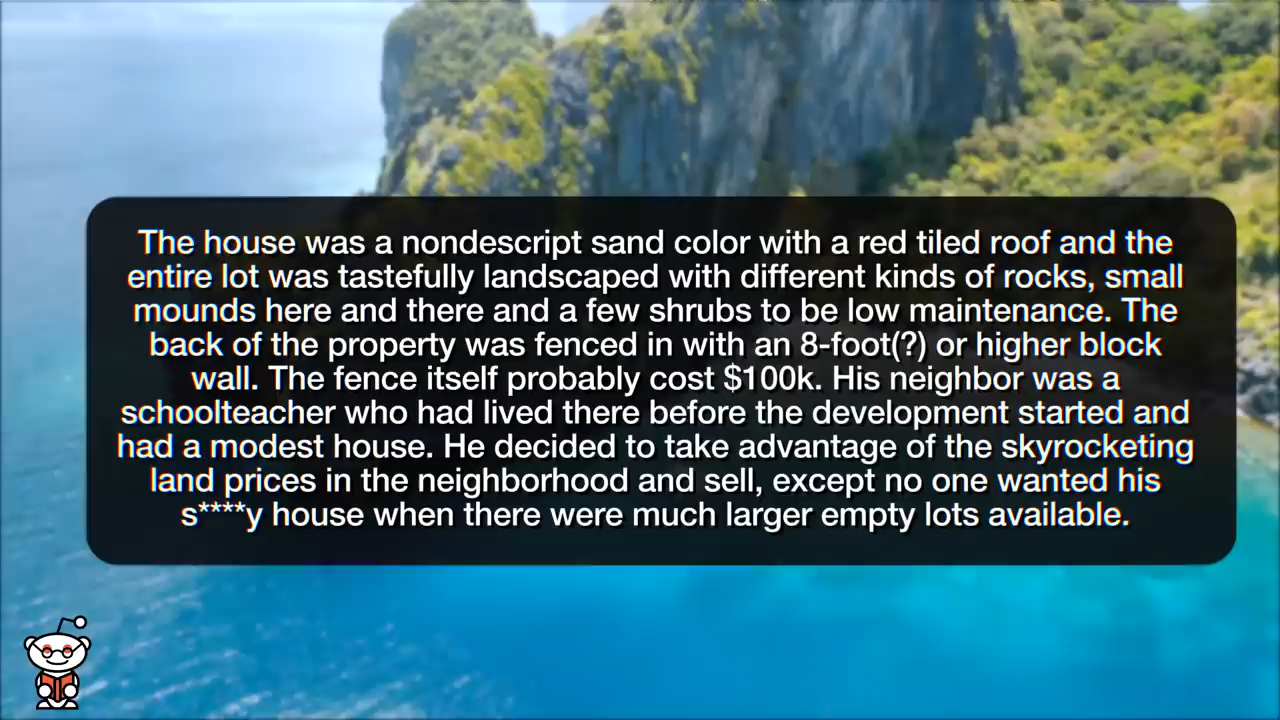 The house was a nondescript sand color with a red tiled roof and the
entire lot was tastefully landscaped with different kinds of rocks, small
mounds here and there and a few shrubs to be low maintenance. The
back of the property was fenced in with an 8-foot(?) or higher block
wall. The fence itself probably cost $100k. His neighbor was a
schoolteacher who had lived there before the development started and
had a modest house. He decided to take advantage of the skyrocketing
land prices in the neighborhood and sell, except no one wanted his
s****y house when there were much larger empty lots available.